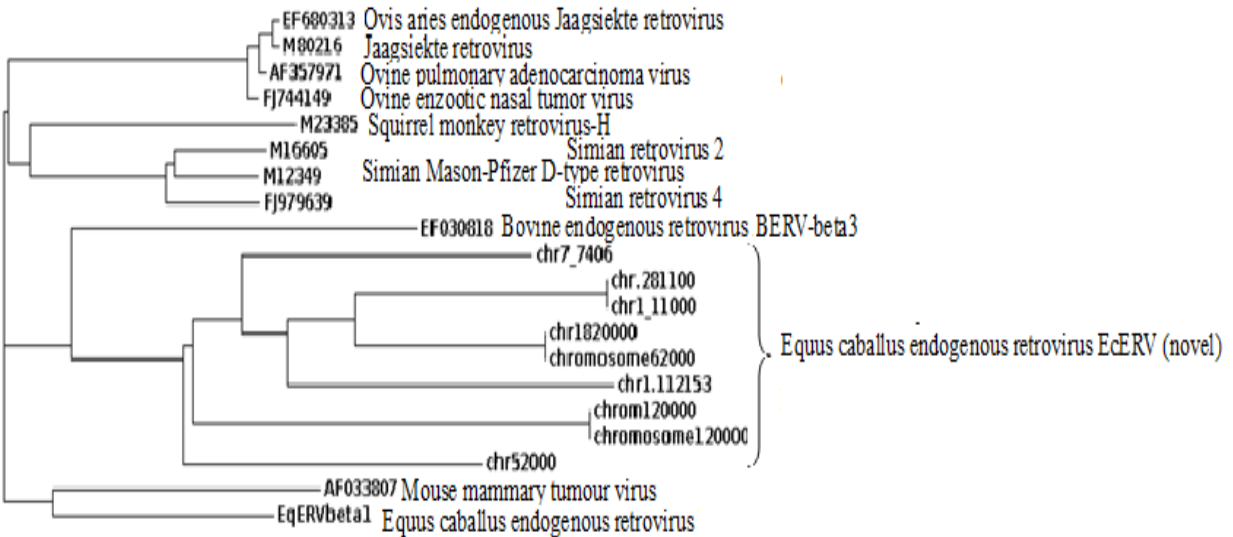 EF680313 Ovis aries endogenous Jaagsiekte retrovirus
M80216 Jaagsiekte retrovirus
AF357971 Ovine pulmonary adenocarcinoma virus
FJ744149 Ovine enzootic nasal tumor virus
M23385 Squirrel monkey retrovirus-H
M16605 Simian retrovirus 2
M12349 Simian Mason-Pfizer D-type retrovirus
FJ979639 Simian retrovirus 4
EF030818 Bovine endogenous retrovirus BERV-beta3
chr7_7406
chr.281100
chr1_11000
chr1820000
chromosome62000
Equus caballus endogenous retrovirus EcERV (novel)
chr1.112153
chrom120000
chromosome120000
chr52000
AF033807 Mouse mammary tumour virus
EqERVbeta1 Equus caballus endogenous retrovirus